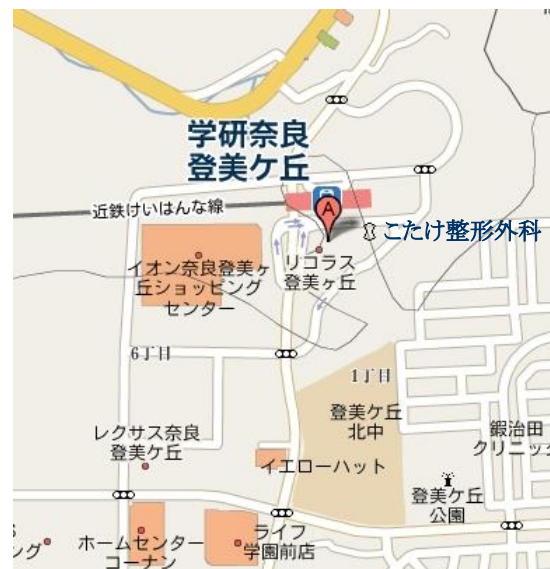 学研奈良
登美ケ丘
近鉄けいはんな線
A
こたけ整形外科
イオン奈良登美ヶ
丘ショッピング
センター
リコラス
登美ヶ丘
6丁目
1丁目
登美ケ丘
北中
鍛治田
クリニッ
レクサス奈良
登美ケ丘
イエローハット
登美ケ丘
公園
ング
ホームセンター
コーナン
ライフ
学園前店